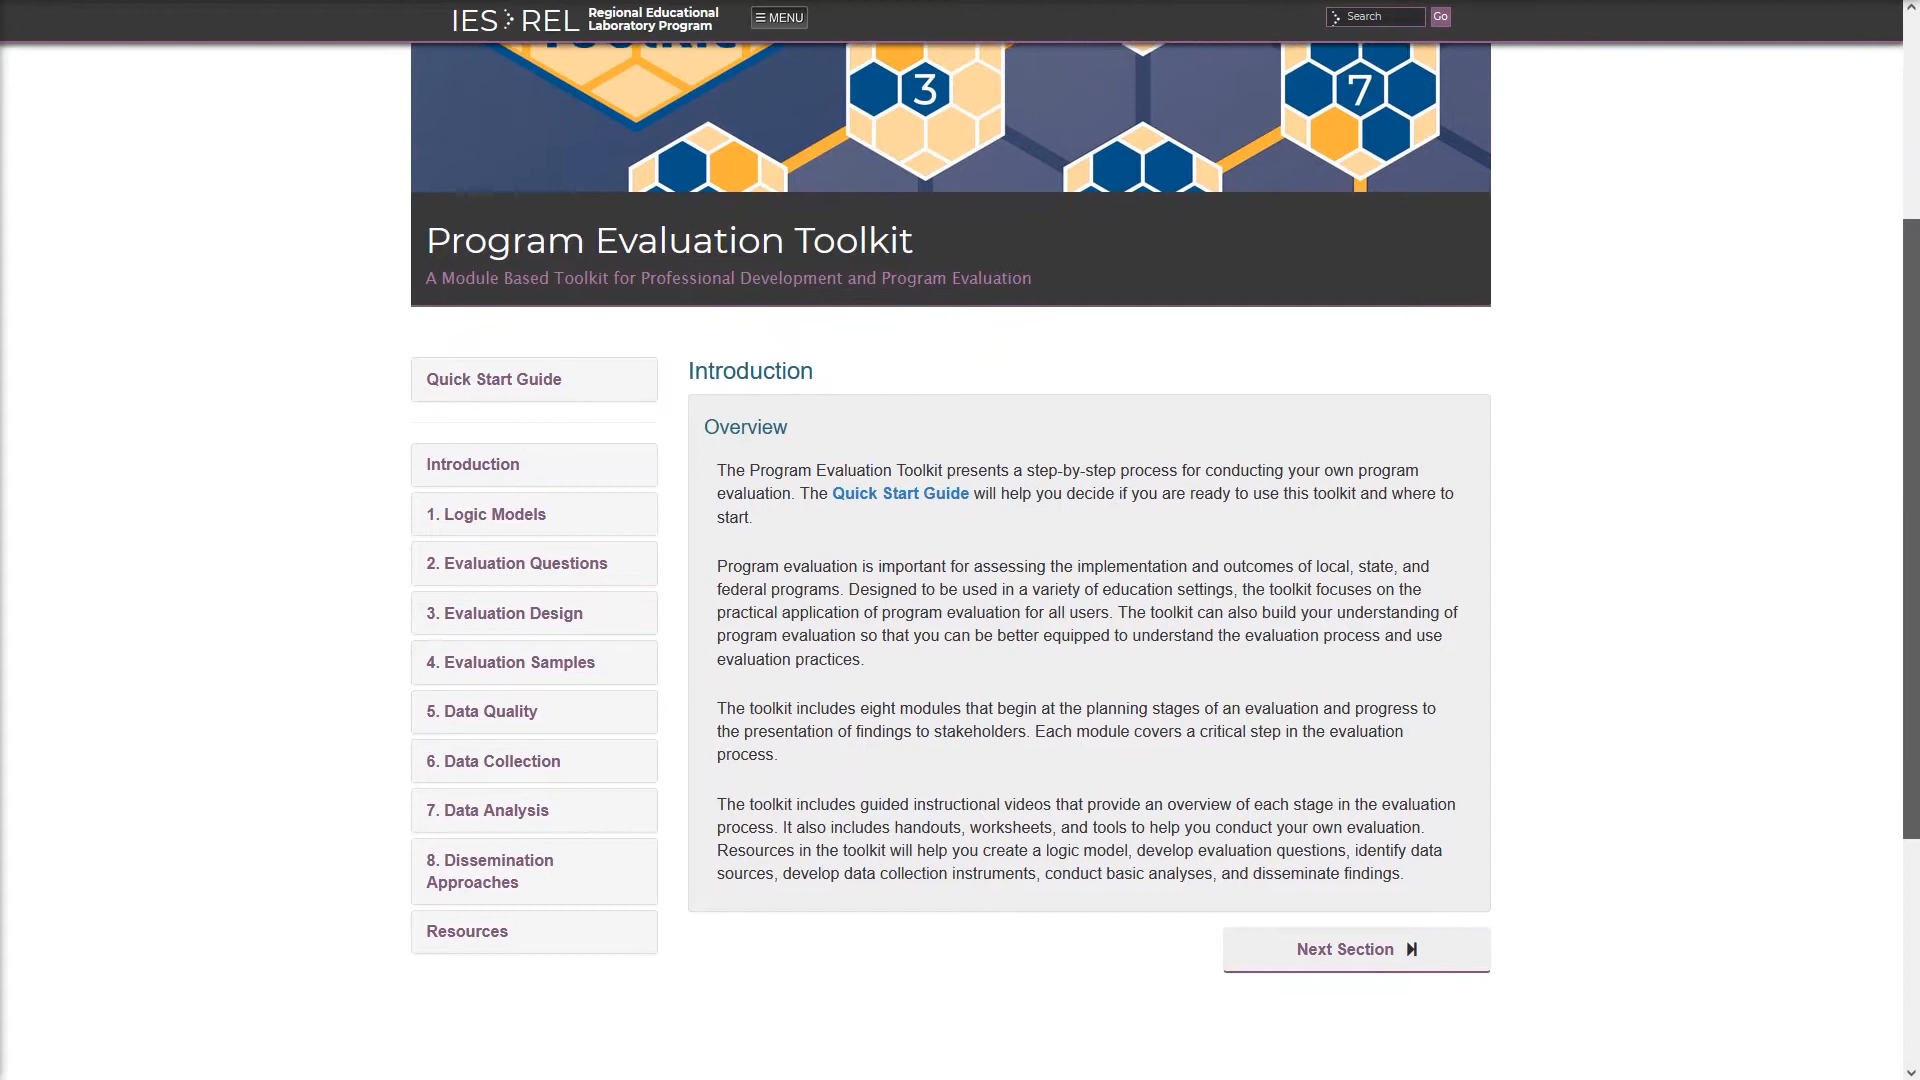 IES REL Regional Educational
Laboratory Program
☰ MENU
Search
Go
TOOLKIT
3
7
Program Evaluation Toolkit
A Module Based Toolkit for Professional Development and Program Evaluation
Quick Start Guide
Introduction
1. Logic Models
2. Evaluation Questions
3. Evaluation Design
4. Evaluation Samples
5. Data Quality
6. Data Collection
7. Data Analysis
8. Dissemination
Approaches
Resources
Introduction
Overview
The Program Evaluation Toolkit presents a step-by-step process for conducting your own program
evaluation. The Quick Start Guide will help you decide if you are ready to use this toolkit and where to
start.
Program evaluation is important for assessing the implementation and outcomes of local, state, and
federal programs. Designed to be used in a variety of education settings, the toolkit focuses on the
practical application of program evaluation for all users. The toolkit can also build your understanding of
program evaluation so that you can be better equipped to understand the evaluation process and use
evaluation practices.
The toolkit includes eight modules that begin at the planning stages of an evaluation and progress to
the presentation of findings to stakeholders. Each module covers a critical step in the evaluation
process.
The toolkit includes guided instructional videos that provide an overview of each stage in the evaluation
process. It also includes handouts, worksheets, and tools to help you conduct your own evaluation.
Resources in the toolkit will help you create a logic model, develop evaluation questions, identify data
sources, develop data collection instruments, conduct basic analyses, and disseminate findings.
Next Section